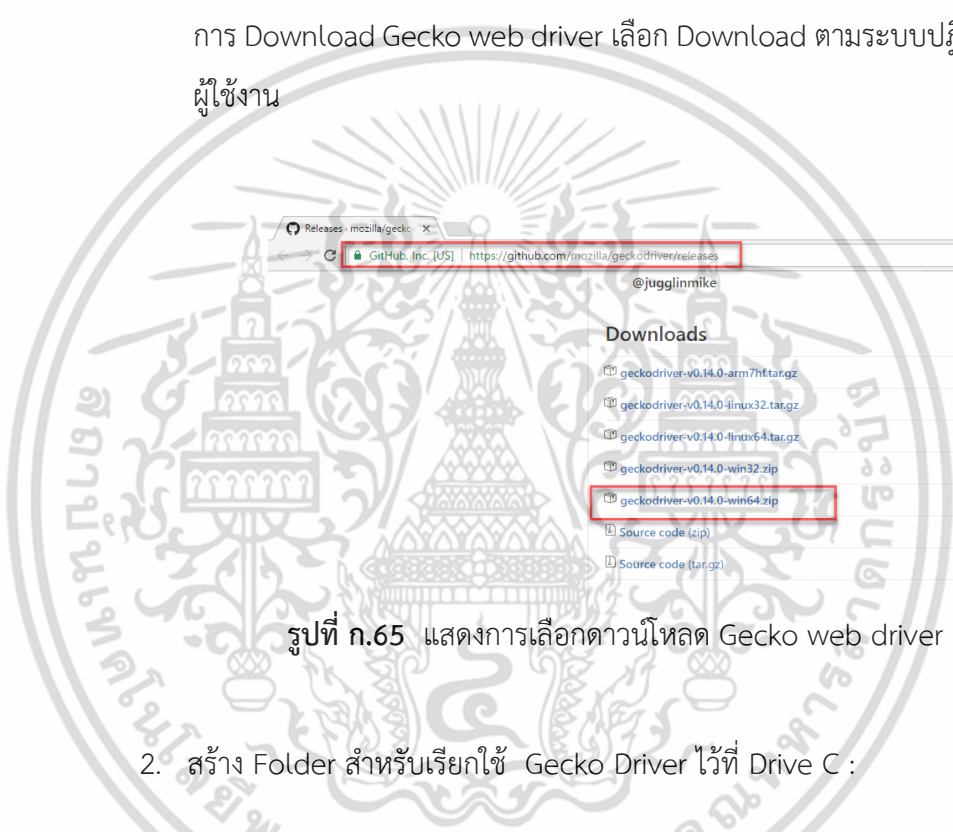 การ Download Gecko web driver เลือก Download ตามระบบปฏิ
ผู้ใช้งาน
Releases · mozilla/gecko
GitHub, Inc. [US] | https://github.com/mozilla/geckodriver/releases
@jugglinmike
Downloads
geckodriver-v0.14.0-arm7hf.tar.gz
geckodriver-v0.14.0-linux32.tar.gz
geckodriver-v0.14.0-linux64.tar.gz
geckodriver-v0.14.0-win32.zip
geckodriver-v0.14.0-win64.zip
Source code (zip)
Source code (tar.gz)
รูปที่ ก.65 แสดงการเลือกดาวน์โหลด Gecko web driver
2. สร้าง Folder สำหรับเรียกใช้ Gecko Driver ไว้ที่ Drive C :